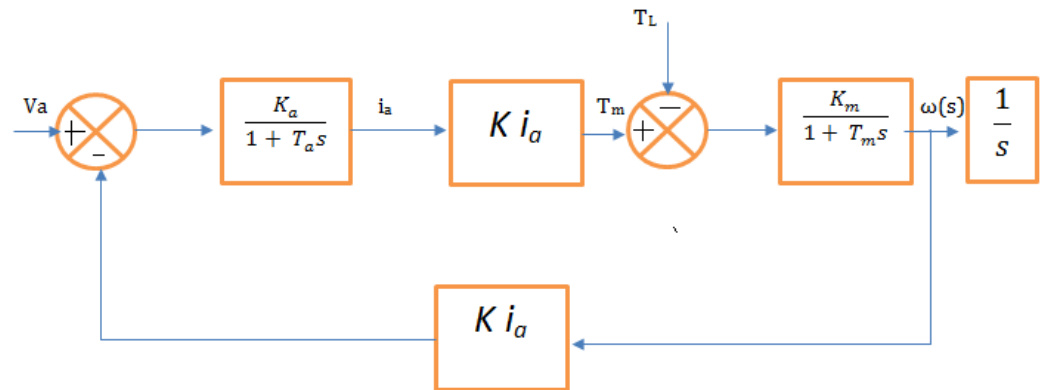 T_L
Va
+
-
K_a
1 + T_a s
i_a
K i_a
T_m
+
−
K_m
1 + T_m s
ω(s)
1
s
K i_a